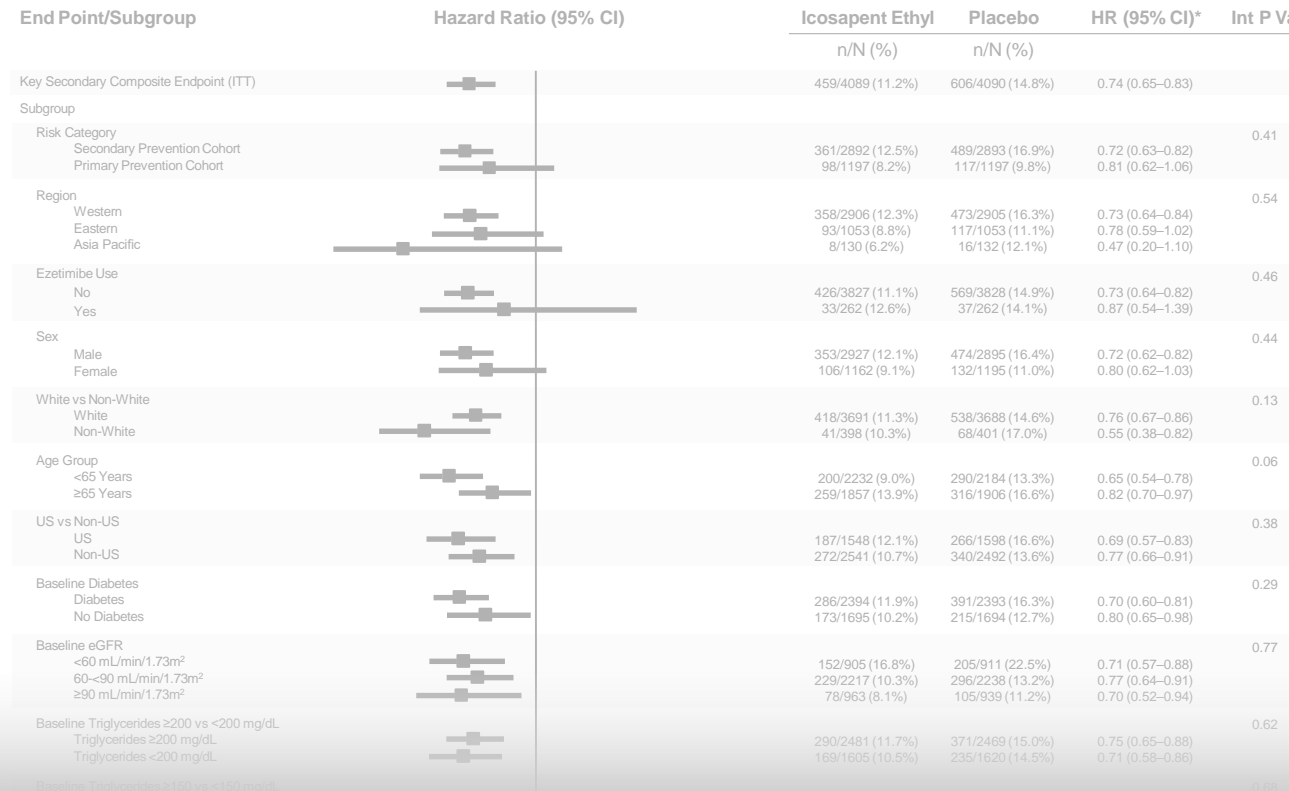 End Point/Subgroup Hazard Ratio (95% CI) Icosapent Ethyl Placebo HR (95% CI)* Int P Va
n/N (%) n/N (%)
Key Secondary Composite Endpoint (ITT) 459/4089 (11.2%) 606/4090 (14.8%) 0.74 (0.65–0.83)
Subgroup
Risk Category 0.41
Secondary Prevention Cohort 361/2892 (12.5%) 489/2893 (16.9%) 0.72 (0.63–0.82)
Primary Prevention Cohort 98/1197 (8.2%) 117/1197 (9.8%) 0.81 (0.62–1.06)
Region 0.54
Western 358/2906 (12.3%) 473/2905 (16.3%) 0.73 (0.64–0.84)
Eastern 93/1053 (8.8%) 117/1053 (11.1%) 0.78 (0.59–1.02)
Asia Pacific 8/130 (6.2%) 16/132 (12.1%) 0.47 (0.20–1.10)
Ezetimibe Use 0.46
No 426/3827 (11.1%) 569/3828 (14.9%) 0.73 (0.64–0.82)
Yes 33/262 (12.6%) 37/262 (14.1%) 0.87 (0.54–1.39)
Sex 0.44
Male 353/2927 (12.1%) 474/2895 (16.4%) 0.72 (0.62–0.82)
Female 106/1162 (9.1%) 132/1195 (11.0%) 0.80 (0.62–1.03)
White vs Non-White 0.13
White 418/3691 (11.3%) 538/3688 (14.6%) 0.76 (0.67–0.86)
Non-White 41/398 (10.3%) 68/401 (17.0%) 0.55 (0.38–0.82)
Age Group 0.06
<65 Years 200/2232 (9.0%) 290/2184 (13.3%) 0.65 (0.54–0.78)
≥65 Years 259/1857 (13.9%) 316/1906 (16.6%) 0.82 (0.70–0.97)
US vs Non-US 0.38
US 187/1548 (12.1%) 266/1598 (16.6%) 0.69 (0.57–0.83)
Non-US 272/2541 (10.7%) 340/2492 (13.6%) 0.77 (0.66–0.91)
Baseline Diabetes 0.29
Diabetes 286/2394 (11.9%) 391/2393 (16.3%) 0.70 (0.60–0.81)
No Diabetes 173/1695 (10.2%) 215/1694 (12.7%) 0.80 (0.65–0.98)
Baseline eGFR 0.77
<60 mL/min/1.73m² 152/905 (16.8%) 205/911 (22.5%) 0.71 (0.57–0.88)
60-<90 mL/min/1.73m² 229/2217 (10.3%) 296/2238 (13.2%) 0.77 (0.64–0.91)
≥90 mL/min/1.73m² 78/963 (8.1%) 105/939 (11.2%) 0.70 (0.52–0.94)
Baseline Triglycerides ≥200 vs <200 mg/dL 0.62
Triglycerides ≥200 mg/dL 290/2481 (11.7%) 371/2469 (15.0%) 0.75 (0.65–0.88)
Triglycerides <200 mg/dL 169/1605 (10.5%) 235/1620 (14.5%) 0.71 (0.58–0.86)
Baseline Triglycerides ≥150 vs <150 mg/dL